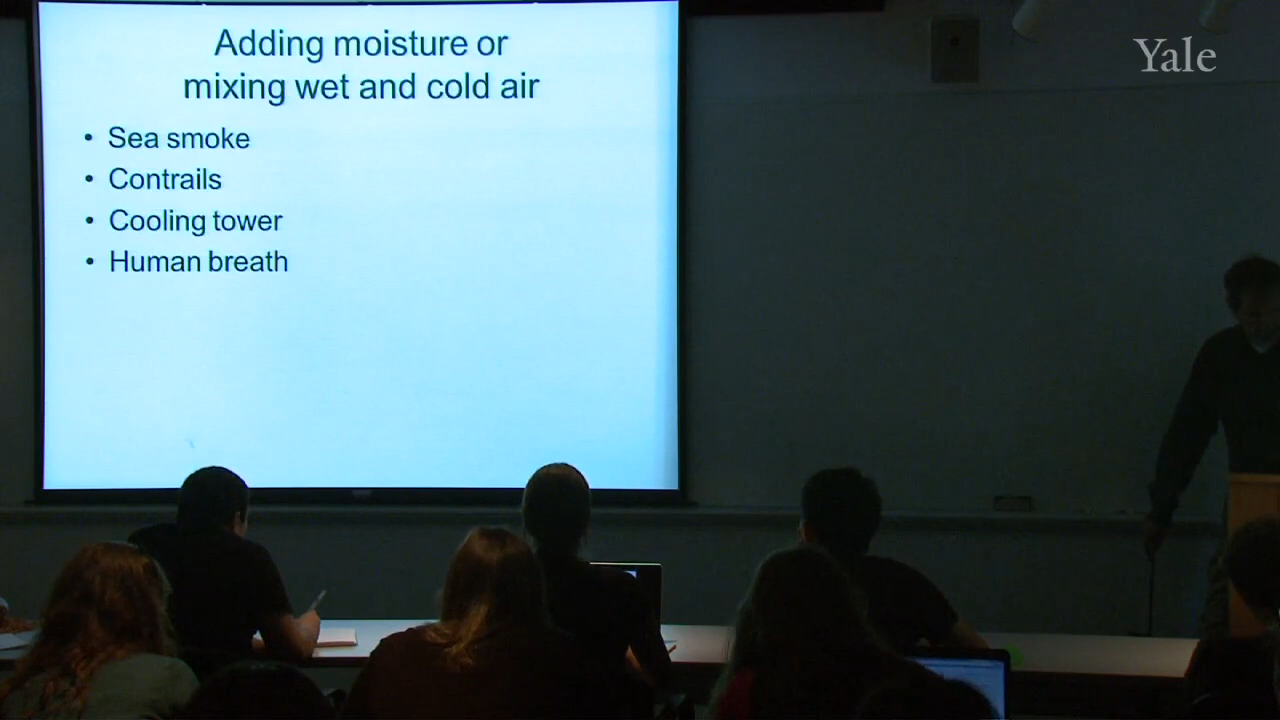 Adding moisture or
mixing wet and cold air
• Sea smoke
• Contrails
• Cooling tower
• Human breath
Yale